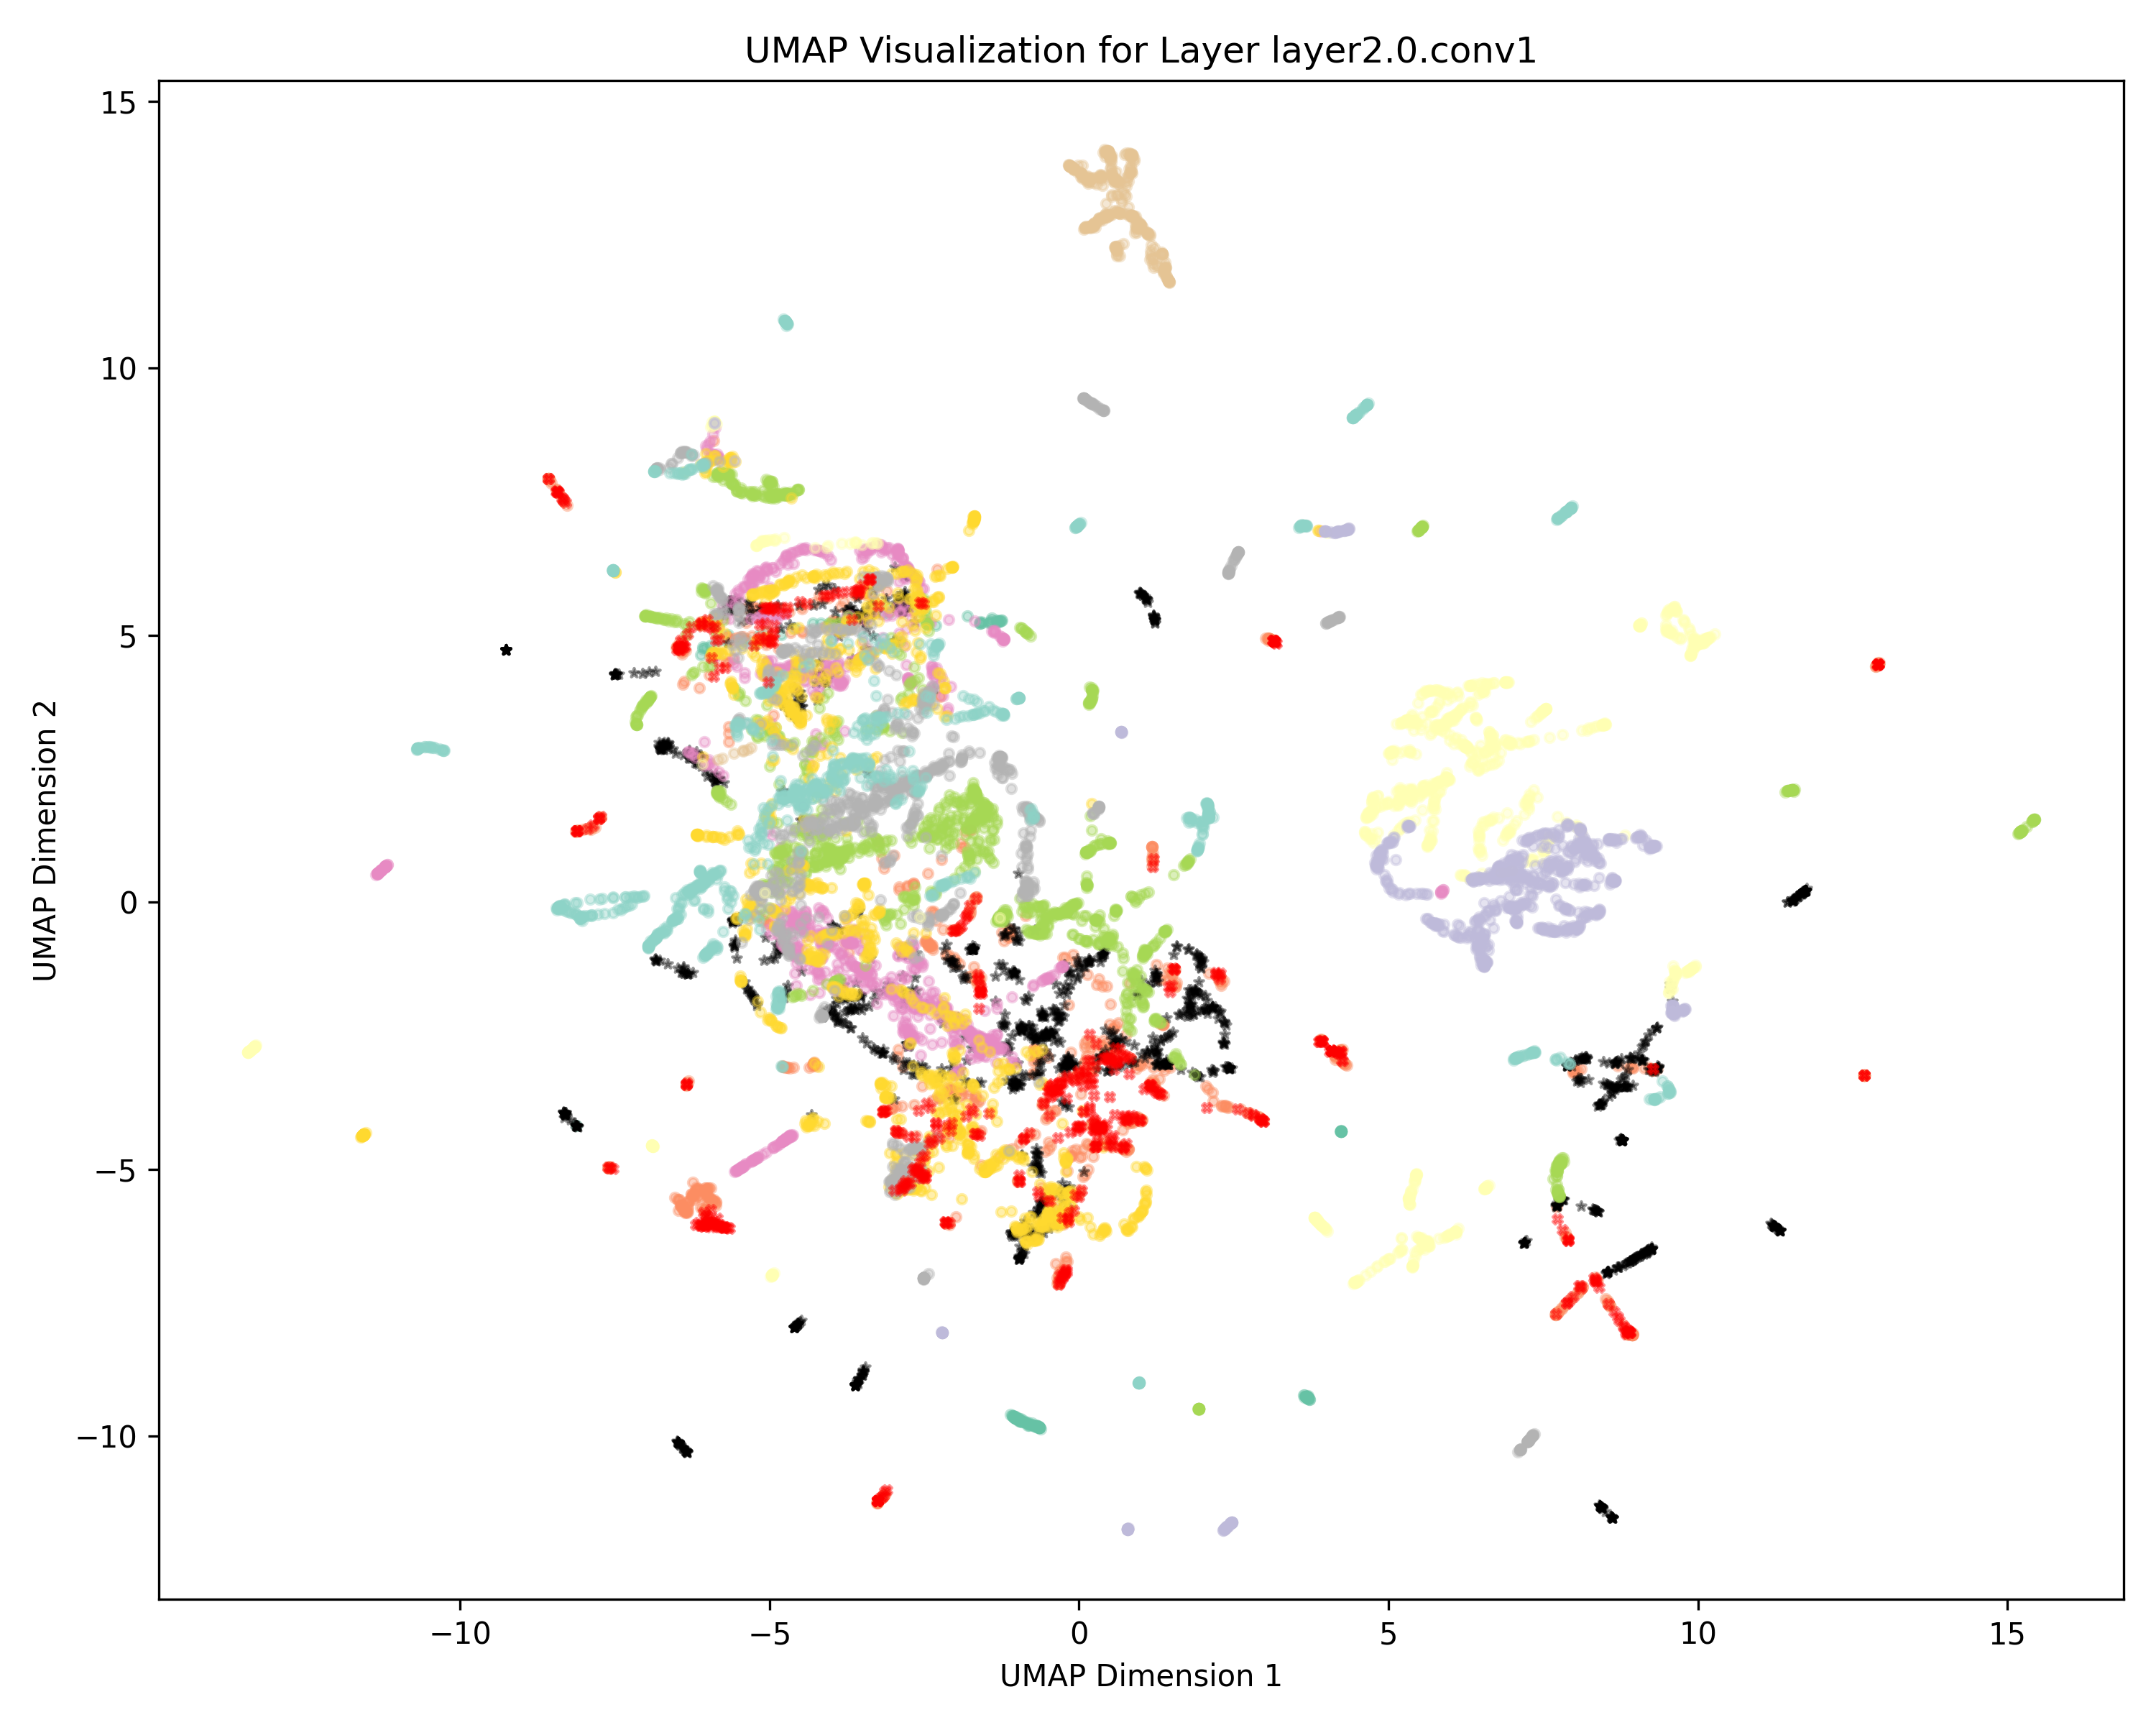 UMAP Visualization for Layer layer2.0.conv1
15
10
5
0
−5
−10
UMAP Dimension 2
−10 −5 0 5 10 15
UMAP Dimension 1